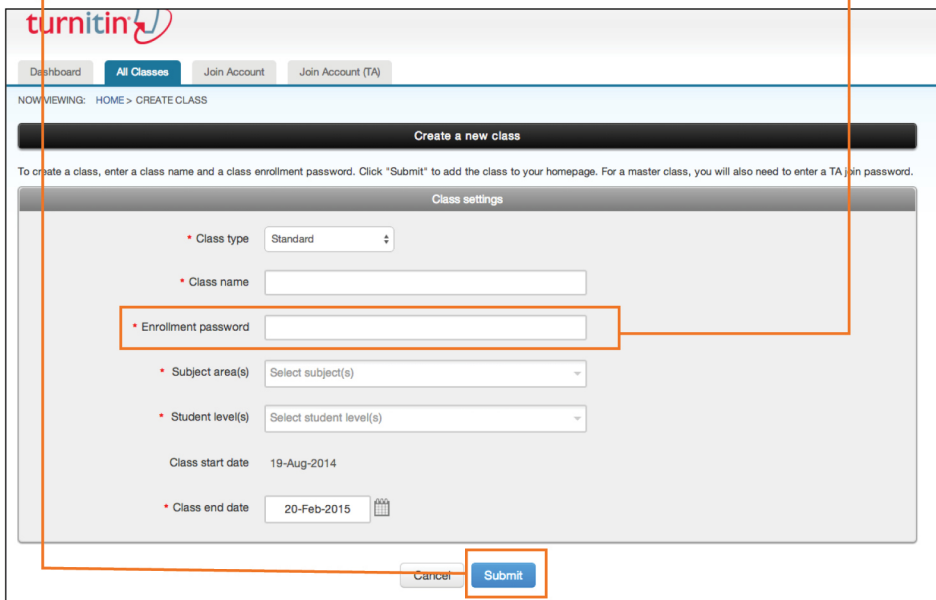 turnitin
Dashboard All Classes Join Account Join Account (TA)
NOW VIEWING: HOME > CREATE CLASS
Create a new class
To create a class, enter a class name and a class enrollment password. Click "Submit" to add the class to your homepage. For a master class, you will also need to enter a TA join password.
Class settings
* Class type Standard
* Class name
* Enrollment password
* Subject area(s) Select subject(s)
* Student level(s) Select student level(s)
Class start date 19-Aug-2014
* Class end date 20-Feb-2015
Cancel Submit